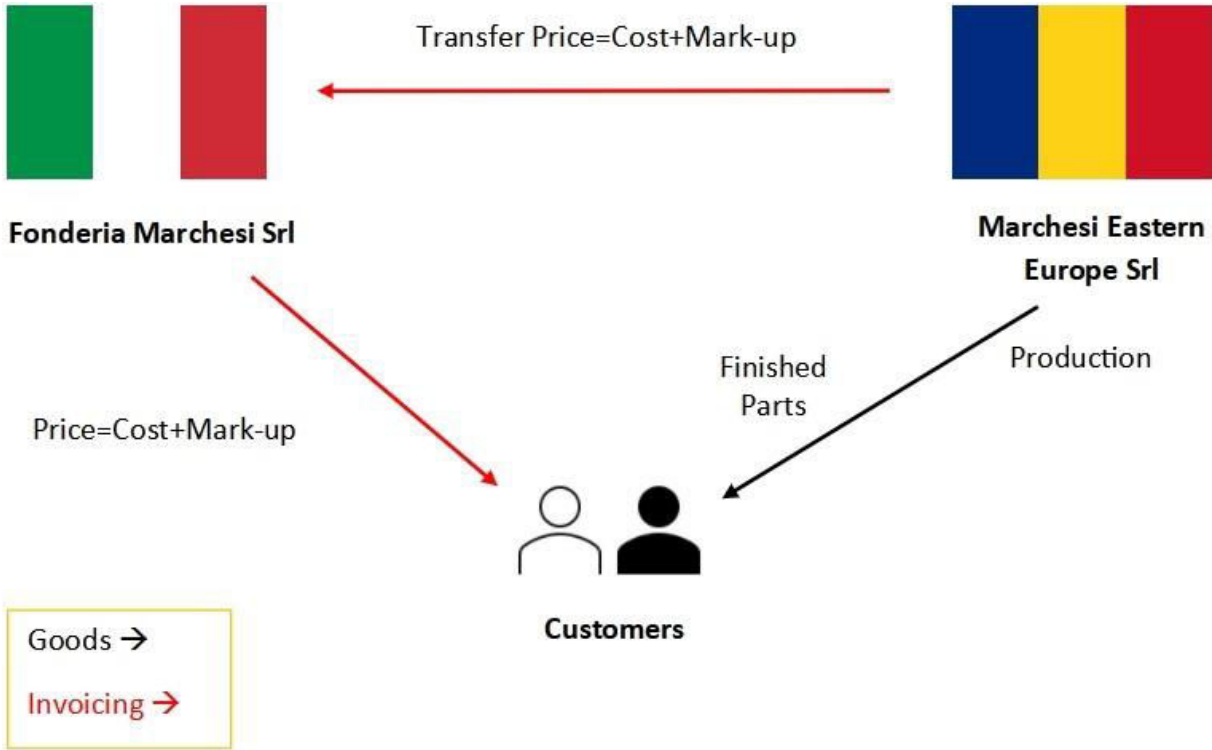 Transfer Price=Cost+Mark-up
Fonderia Marchesi Srl
Marchesi Eastern
Europe Srl
Production
Finished
Parts
Price=Cost+Mark-up
Customers
Goods →
Invoicing →